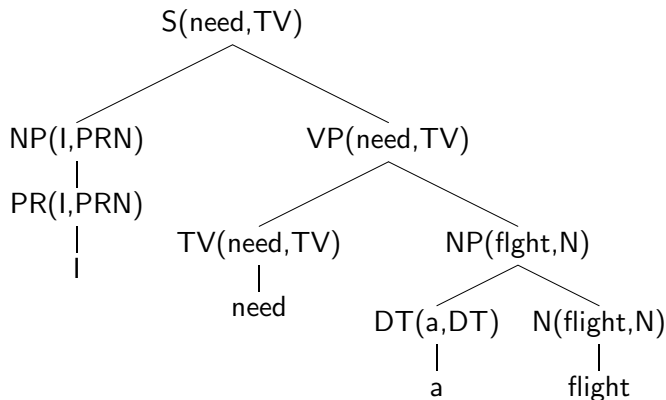 S(need,TV)
NP(I,PRN) VP(need,TV)
PR(I,PRN)
TV(need,TV) NP(flght,N)
I
need
DT(a,DT) N(flight,N)
a flight